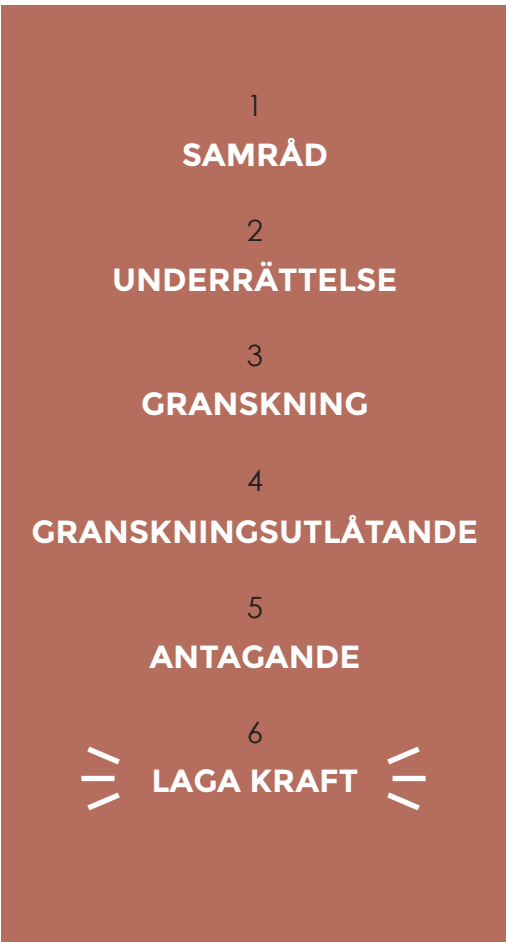 1
SAMRÅD
2
UNDERRÄTTELSE
3
GRANSKNING
4
GRANSKNINGSUTLÅTANDE
5
ANTAGANDE
6
LAGA KRAFT